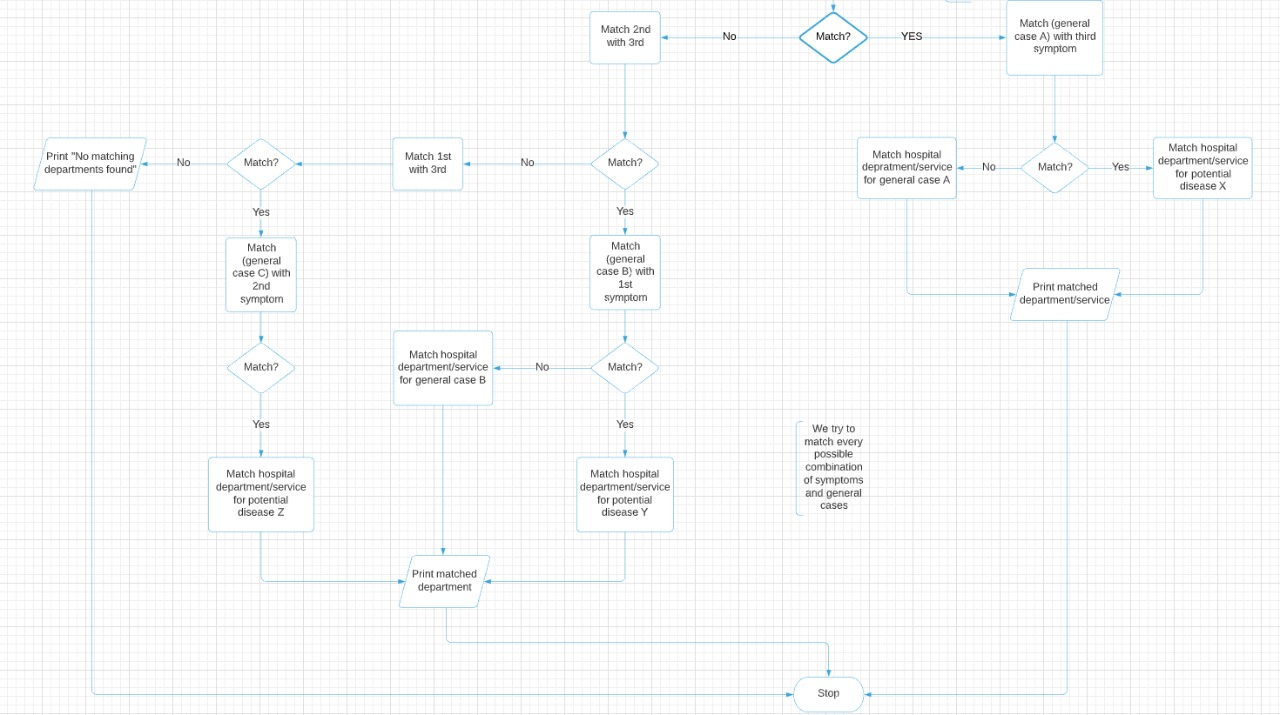 Match 2nd
with 3rd
No
Match?
YES
Match (general
case A) with third
symptom
Print "No matching
departments found"
No
Match?
Match 1st
with 3rd
No
Match?
Match hospital
depratment/service
for general case A
No
Match?
Yes
Match hospital
department/service
for potential
disease X
Yes
Yes
Match
(general
case C) with
2nd
symptom
Match
(general
case B) with
1st
symptom
Print matched
department/service
Match?
Match hospital
department/service
for general case B
No
Match?
Yes
Yes
We try to
match every
possible
combination
of symptoms
and general
cases
Match hospital
department/service
for potential
disease Z
Match hospital
department/service
for potential
disease Y
Print matched
department
Stop